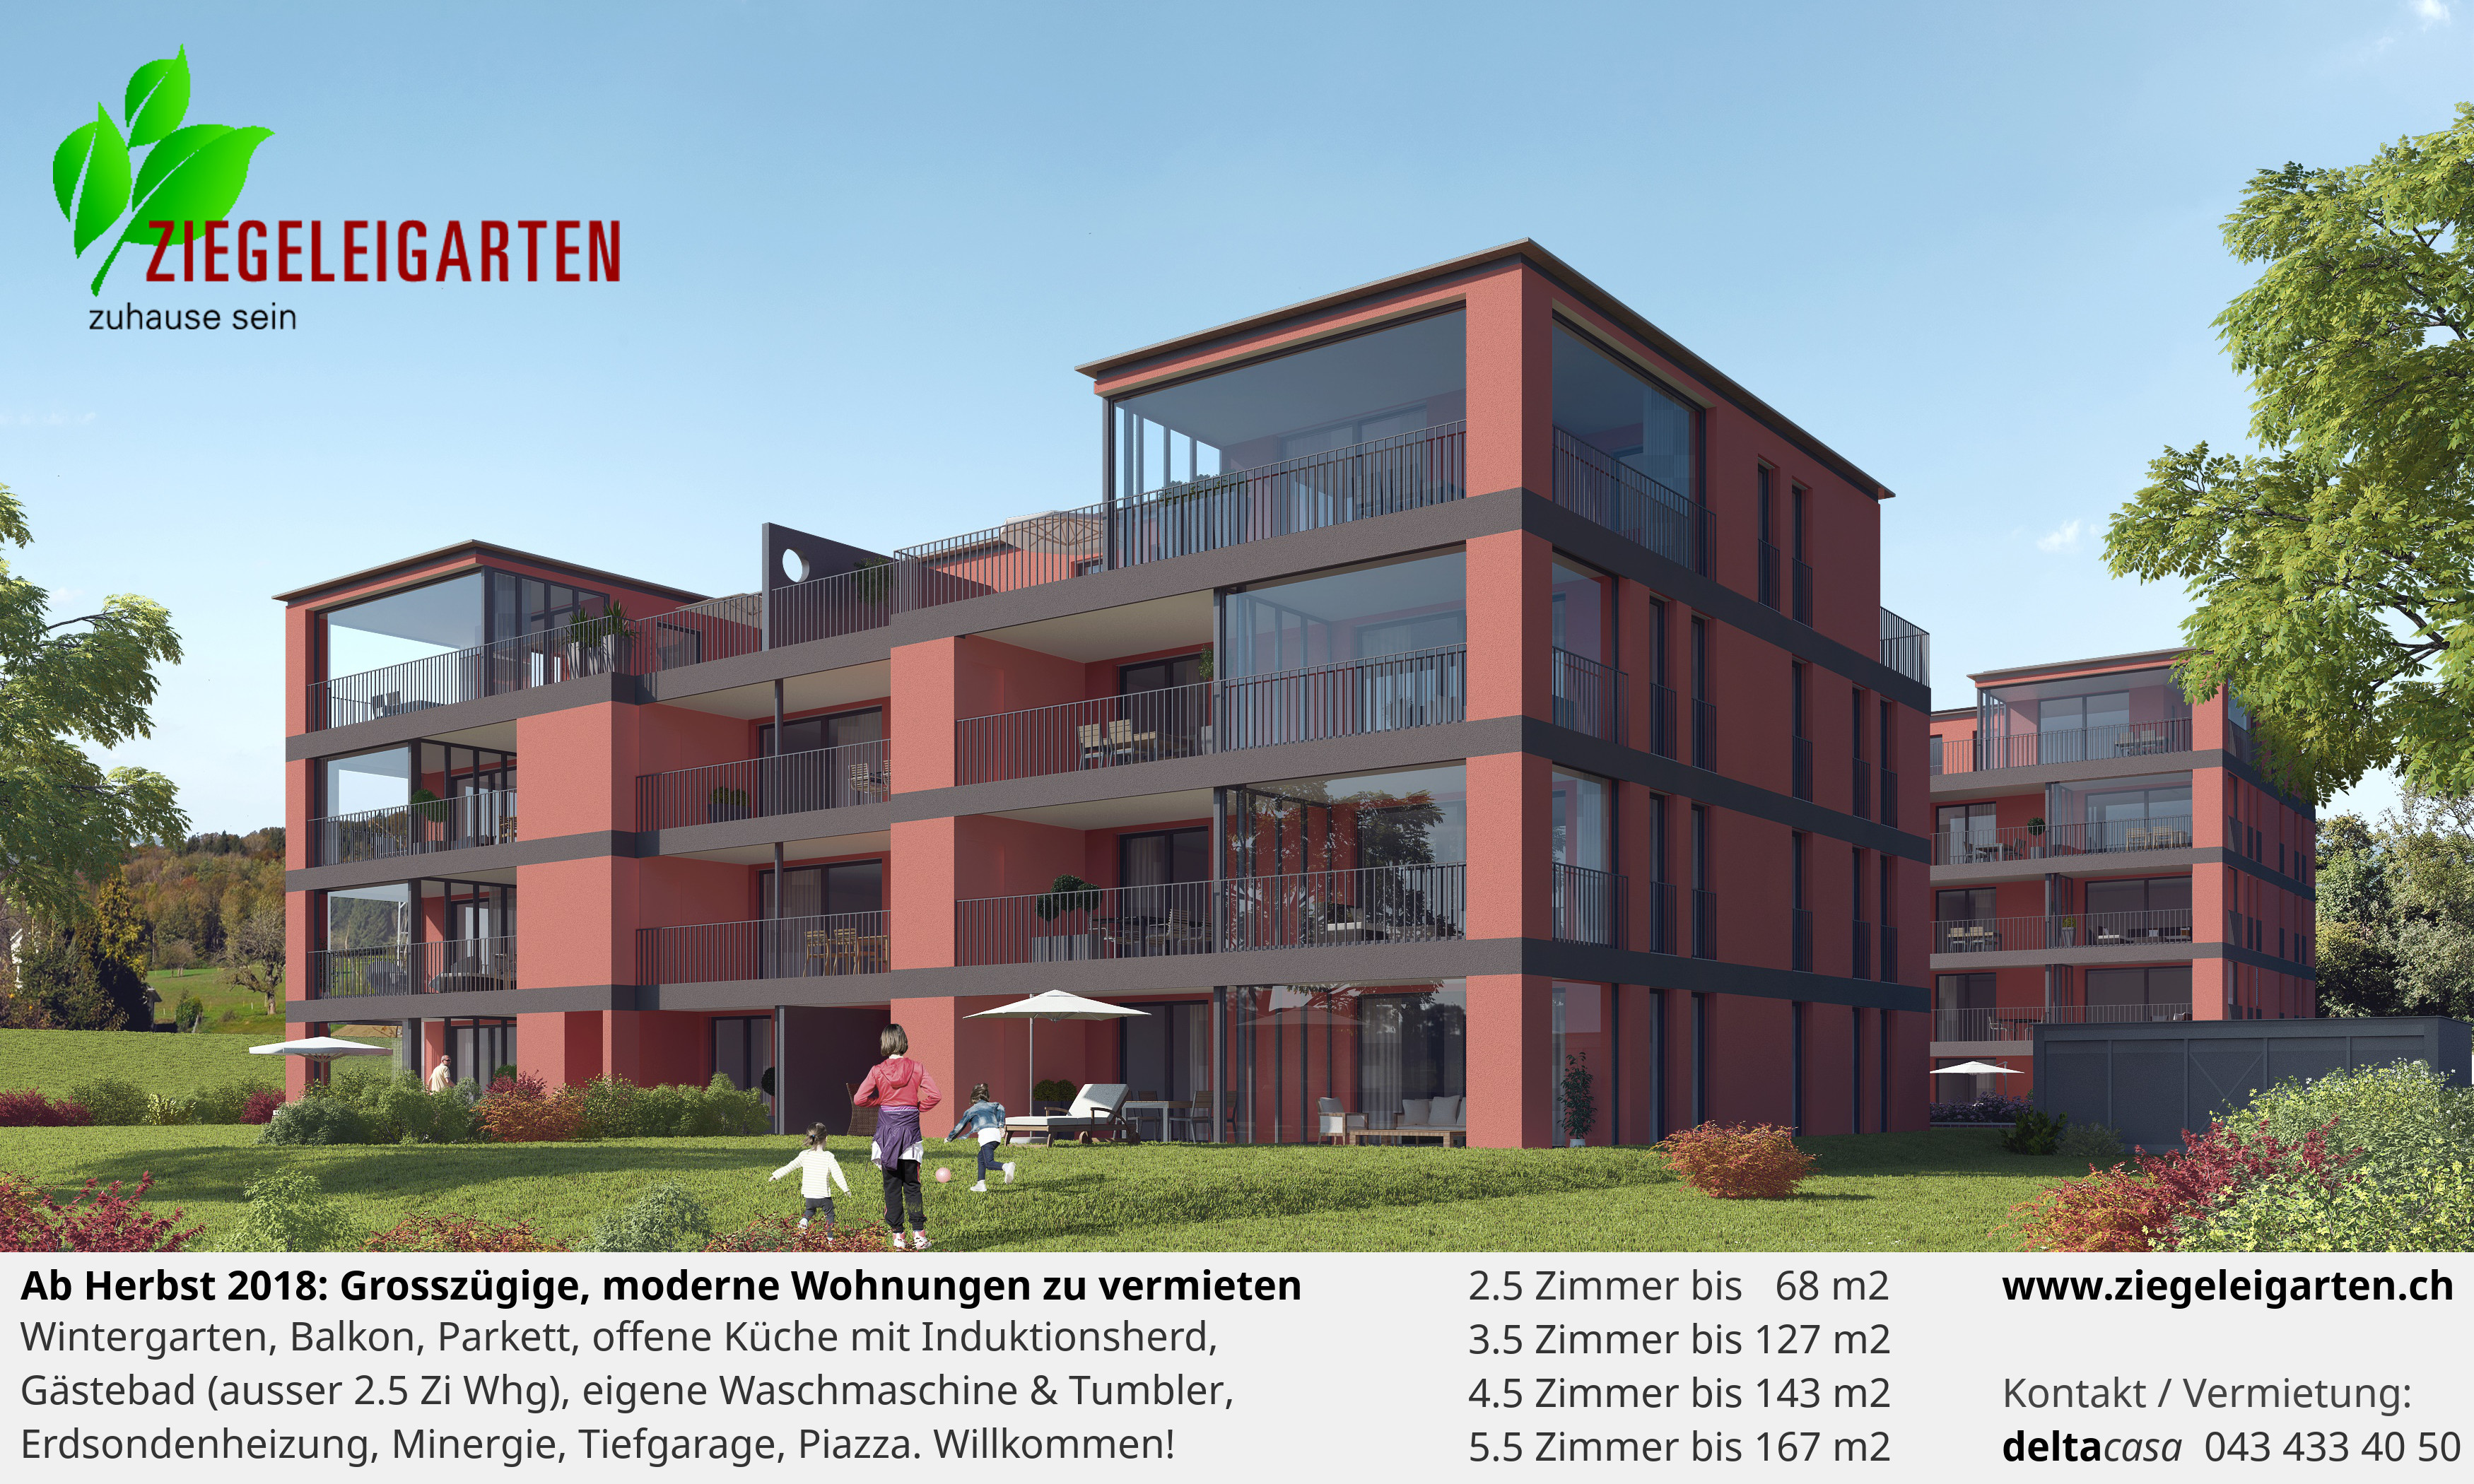 ZIEGELEIGARTEN
zuhause sein
Ab Herbst 2018: Grosszügige, moderne Wohnungen zu vermieten
Wintergarten, Balkon, Parkett, offene Küche mit Induktionsherd,
Gästebad (ausser 2.5 Zi Whg), eigene Waschmaschine & Tumbler,
Erdsondenheizung, Minergie, Tiefgarage, Piazza. Willkommen!
2.5 Zimmer bis 68 m2
3.5 Zimmer bis 127 m2
4.5 Zimmer bis 143 m2
5.5 Zimmer bis 167 m2
www.ziegeleigarten.ch
Kontakt / Vermietung:
deltacasa 043 433 40 50